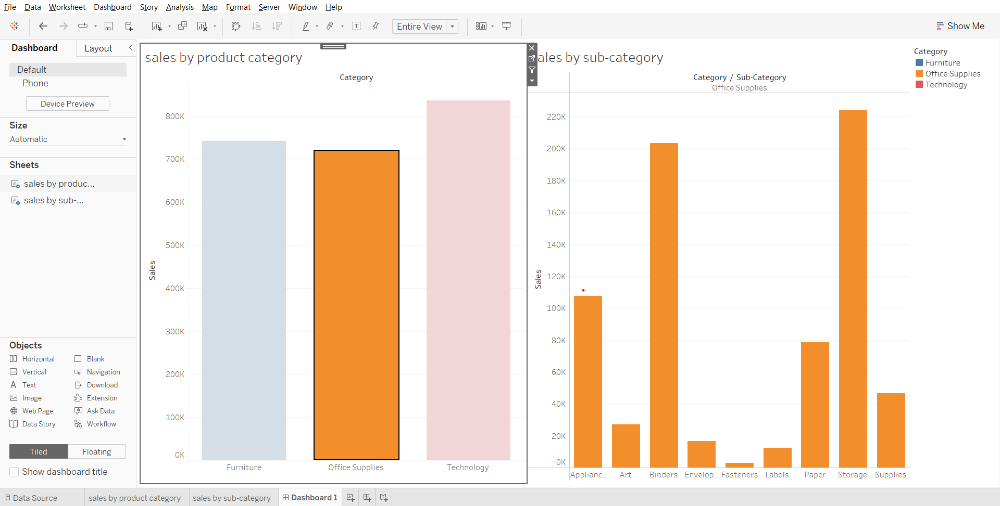 File Data Worksheet Dashboard Story Analysis Map Format Server Window Help
Entire View
Show Me
Dashboard
Layout
Default
Phone
Device Preview
Size
Automatic
Sheets
sales by produc...
sales by sub-...
Objects
Horizontal Blank
Vertical Navigation
Text Download
Image Extension
Web Page Ask Data
Data Story Workflow
Tiled Floating
Show dashboard title
sales by product category
Category
Sales
800K
700K
600K
500K
400K
300K
200K
100K
0K
Furniture Office Supplies Technology
ales by sub-category
Category / Sub-Category
Office Supplies
Sales
220K
200K
180K
160K
140K
120K
100K
80K
60K
40K
20K
0K
Applianc.. Art Binders Envelop.. Fasteners Labels Paper Storage Supplies
Category
Furniture
Office Supplies
Technology
Data Source sales by product category sales by sub-category Dashboard 1